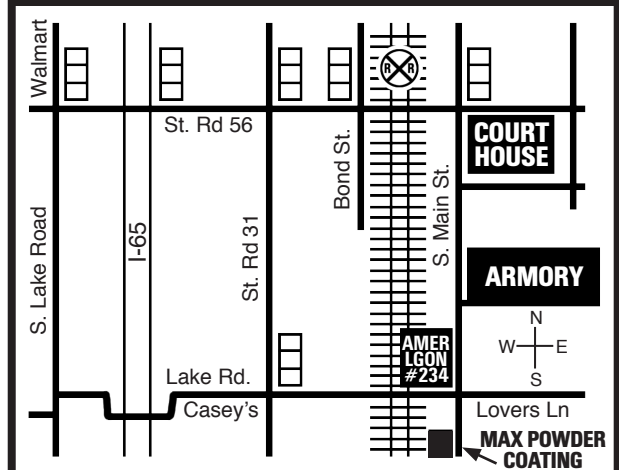 Walmart
R R
St. Rd 56
COURT
HOUSE
Bond St.
S. Main St.
S. Lake Road
I-65
St. Rd 31
ARMORY
N
W E
S
AMER
LGON
#234
Lake Rd.
Casey's
Lovers Ln
MAX POWDER
COATING